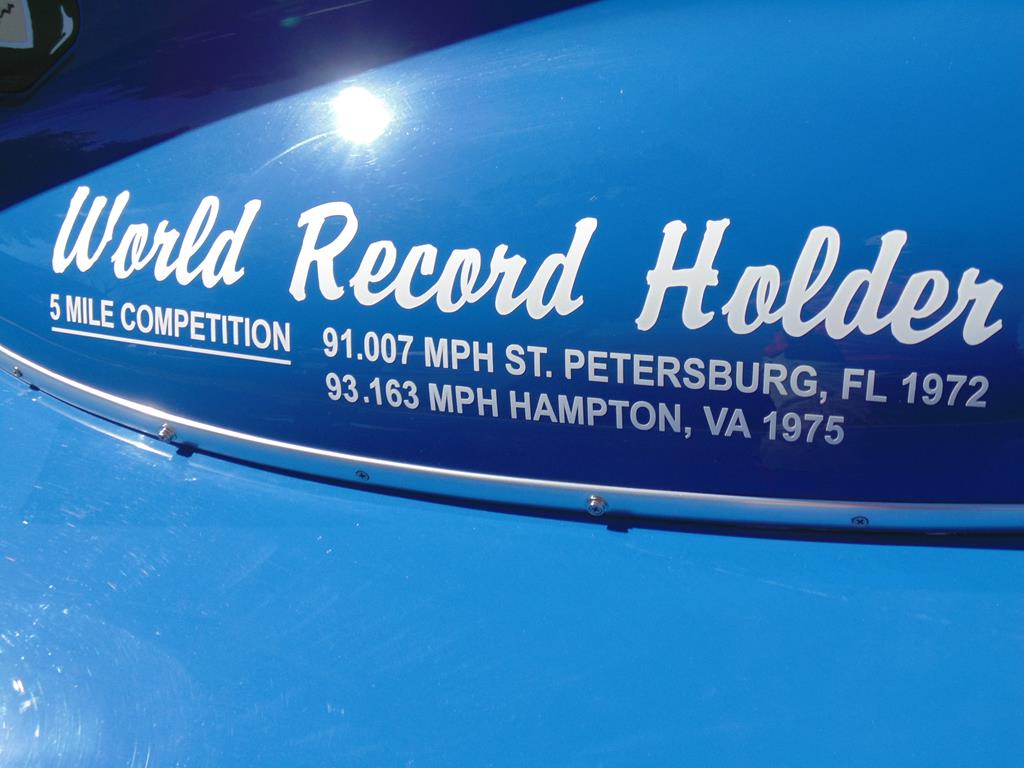 World Record Holder
5 MILE COMPETITION
91.007 MPH ST. PETERSBURG, FL 1972
93.163 MPH HAMPTON, VA 1975